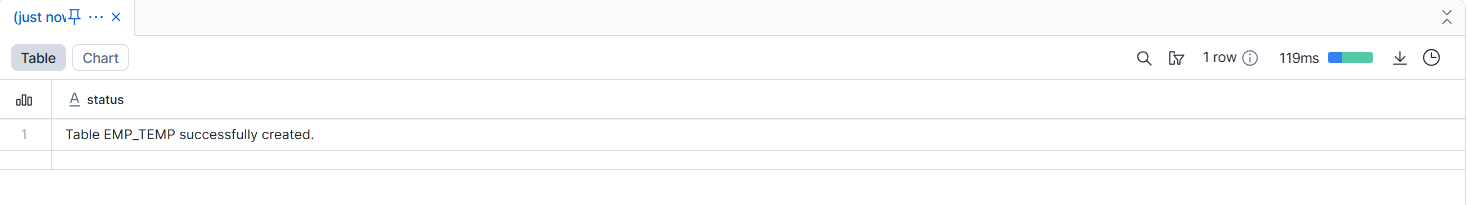 (just nov
Table Chart 1 row 119ms
A status
1 Table EMP_TEMP successfully created.